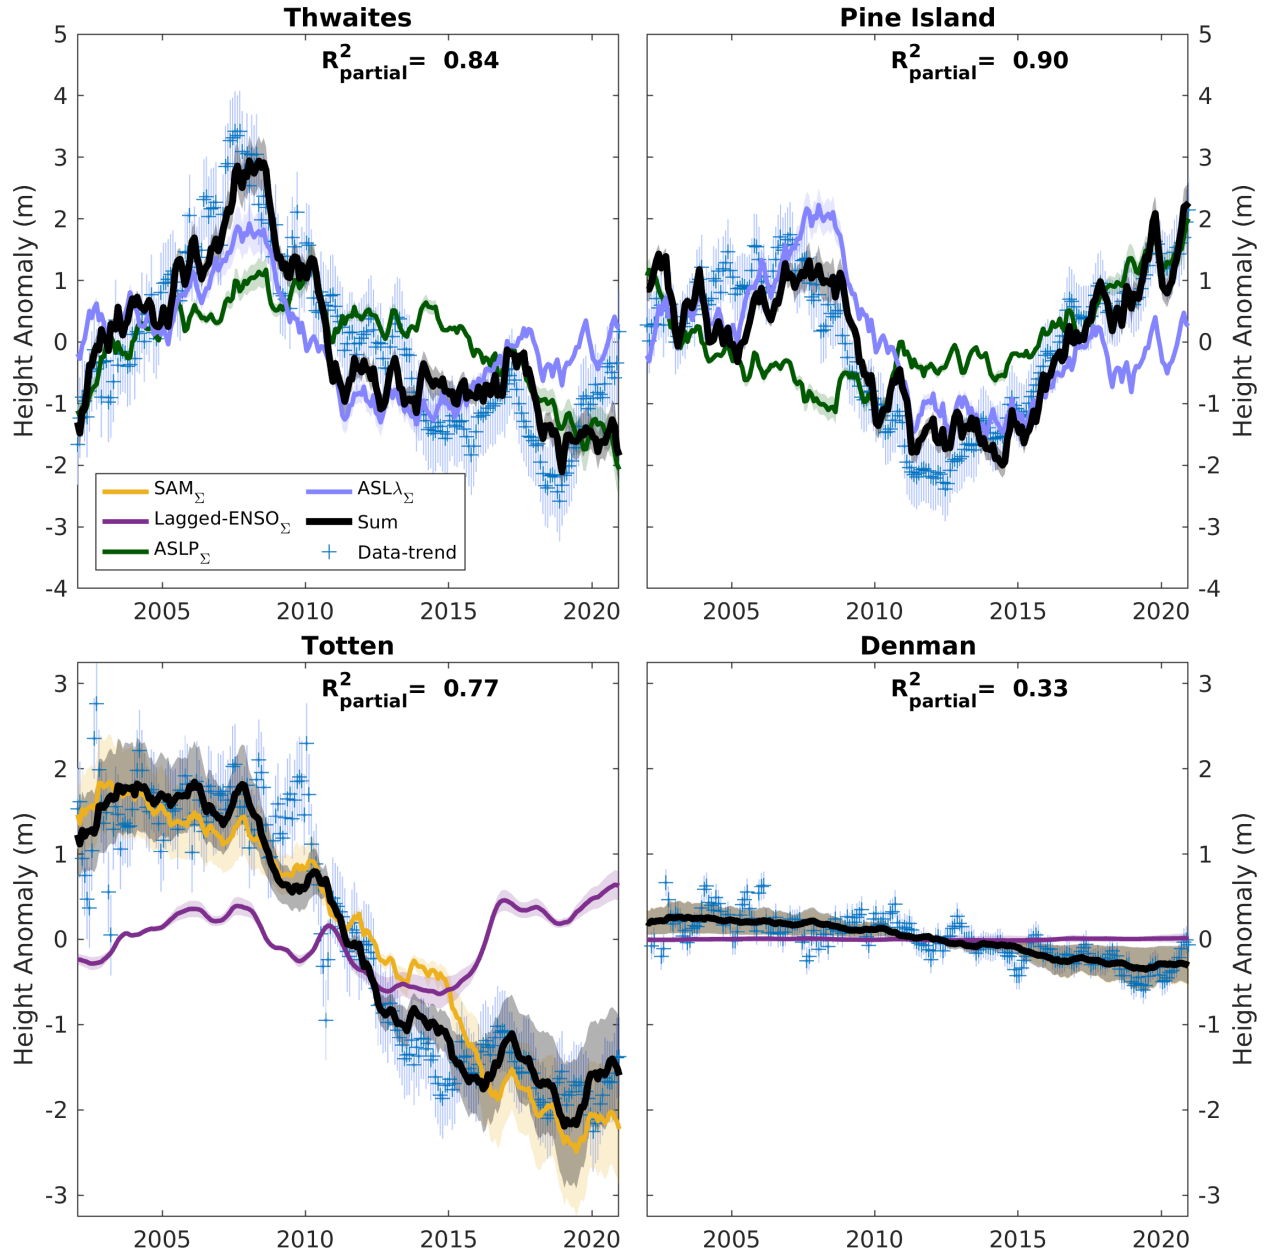 Thwaites
R²partial= 0.84
5
4
3
2
1
0
-1
-2
-3
-4
Height Anomaly (m)
SAMΣ
Lagged-ENSOΣ
ASLPΣ
ASLλΣ
Sum
Data-trend
2005 2010 2015 2020
Pine Island
R²partial= 0.90
5
4
3
2
1
0
-1
-2
-3
-4
Height Anomaly (m)
2005 2010 2015 2020
Totten
R²partial= 0.77
3
2
1
0
-1
-2
-3
Height Anomaly (m)
2005 2010 2015 2020
Denman
R²partial= 0.33
3
2
1
0
-1
-2
-3
Height Anomaly (m)
2005 2010 2015 2020